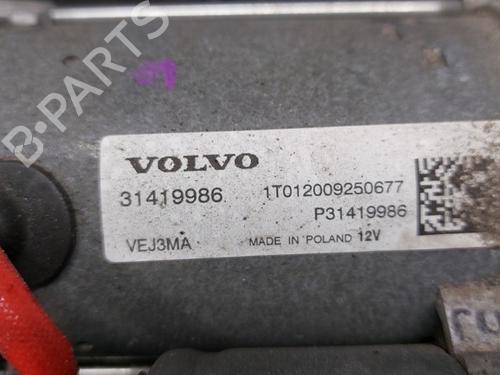 B-PARTS
VOLVO
31419986 1T012009250677
P31419986
VEJ3MA MADE IN POLAND 12V